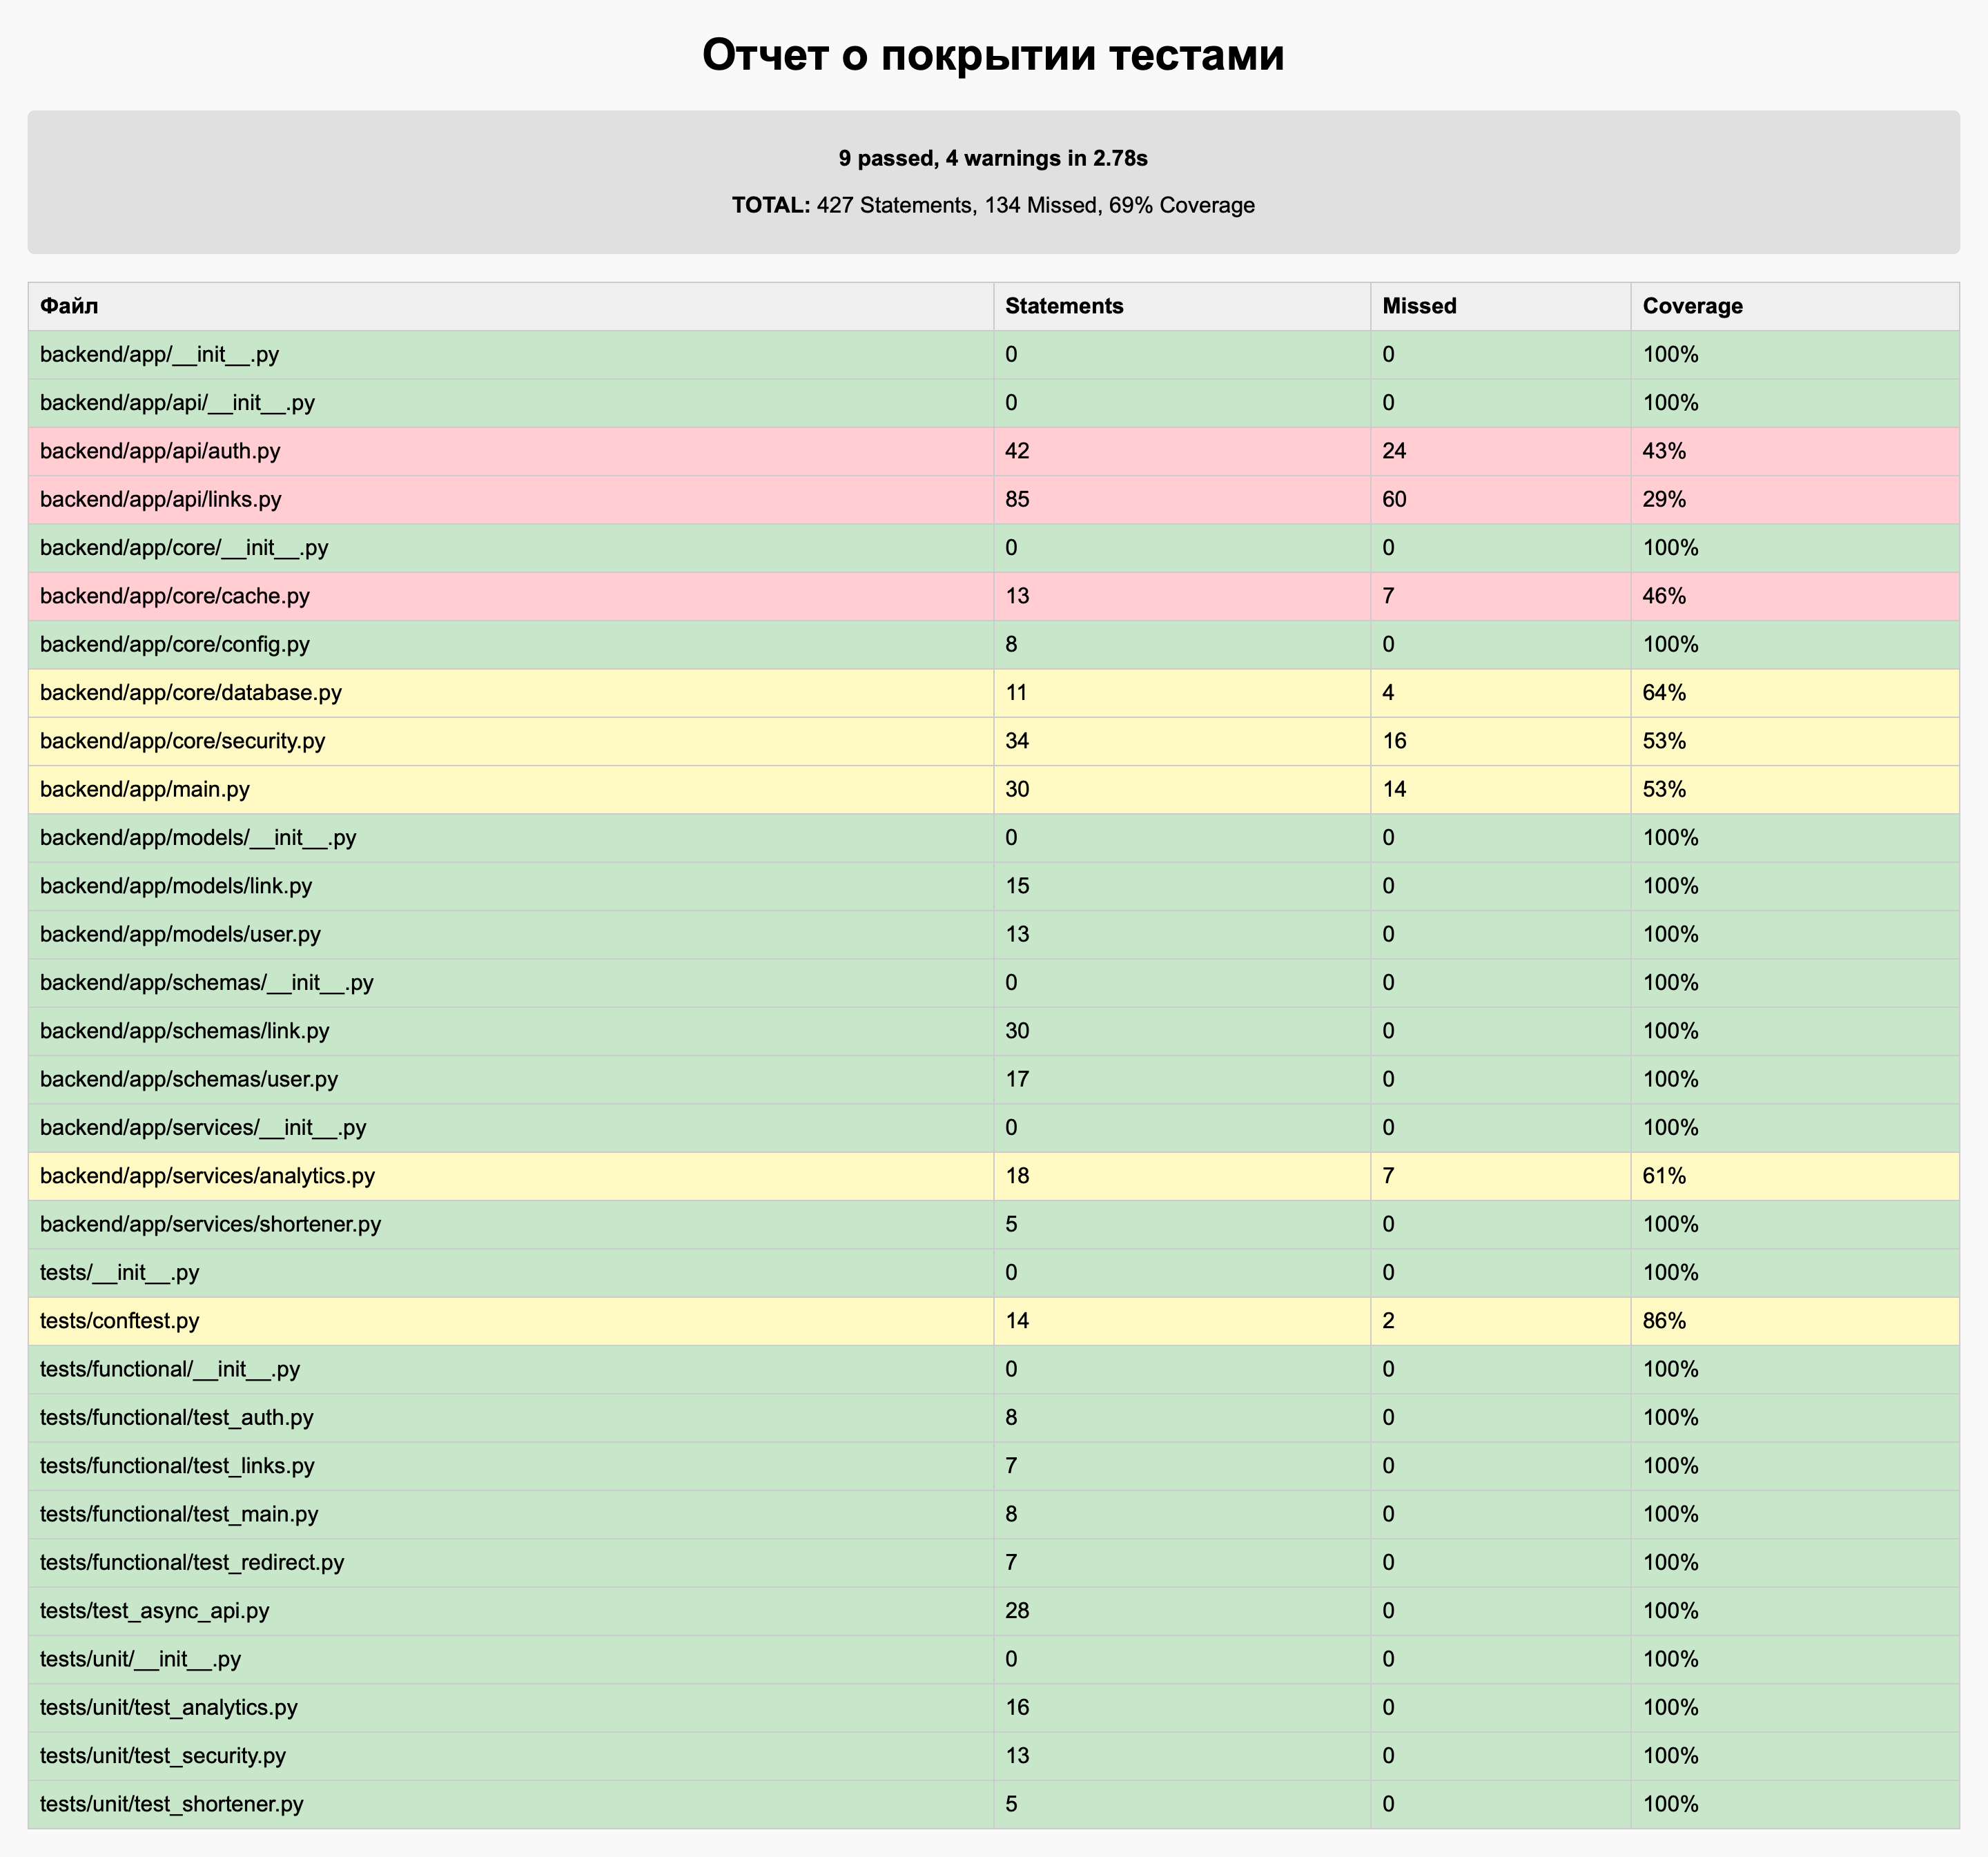 Отчет о покрытии тестами
9 passed, 4 warnings in 2.78s
TOTAL: 427 Statements, 134 Missed, 69% Coverage
Файл Statements Missed Coverage
backend/app/__init__.py 0 0 100%
backend/app/api/__init__.py 0 0 100%
backend/app/api/auth.py 42 24 43%
backend/app/api/links.py 85 60 29%
backend/app/core/__init__.py 0 0 100%
backend/app/core/cache.py 13 7 46%
backend/app/core/config.py 8 0 100%
backend/app/core/database.py 11 4 64%
backend/app/core/security.py 34 16 53%
backend/app/main.py 30 14 53%
backend/app/models/__init__.py 0 0 100%
backend/app/models/link.py 15 0 100%
backend/app/models/user.py 13 0 100%
backend/app/schemas/__init__.py 0 0 100%
backend/app/schemas/link.py 30 0 100%
backend/app/schemas/user.py 17 0 100%
backend/app/services/__init__.py 0 0 100%
backend/app/services/analytics.py 18 7 61%
backend/app/services/shortener.py 5 0 100%
tests/__init__.py 0 0 100%
tests/conftest.py 14 2 86%
tests/functional/__init__.py 0 0 100%
tests/functional/test_auth.py 8 0 100%
tests/functional/test_links.py 7 0 100%
tests/functional/test_main.py 8 0 100%
tests/functional/test_redirect.py 7 0 100%
tests/test_async_api.py 28 0 100%
tests/unit/__init__.py 0 0 100%
tests/unit/test_analytics.py 16 0 100%
tests/unit/test_security.py 13 0 100%
tests/unit/test_shortener.py 5 0 100%